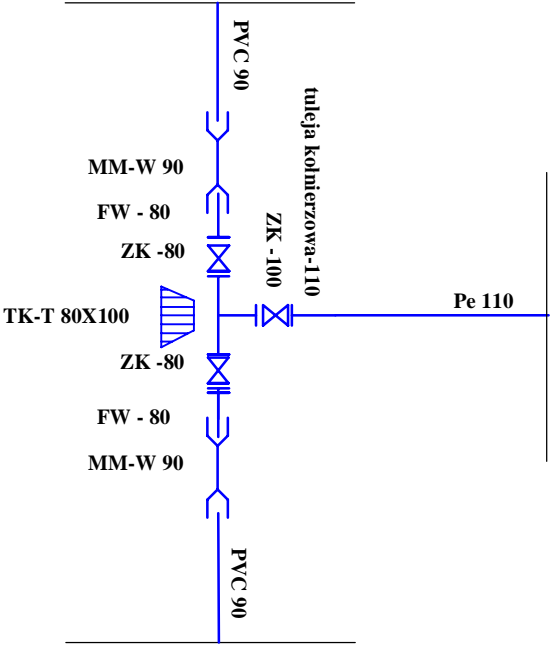 PVC 90
tuleja kołnierzowa-110
MM-W 90
FW - 80
ZK -100
ZK -80
Pe 110
TK-T 80X100
ZK -80
FW - 80
MM-W 90
PVC 90